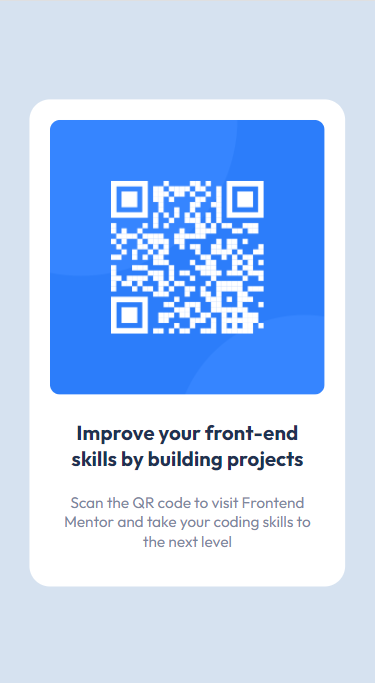 Improve your front-end
skills by building projects
Scan the QR code to visit Frontend
Mentor and take your coding skills to
the next level